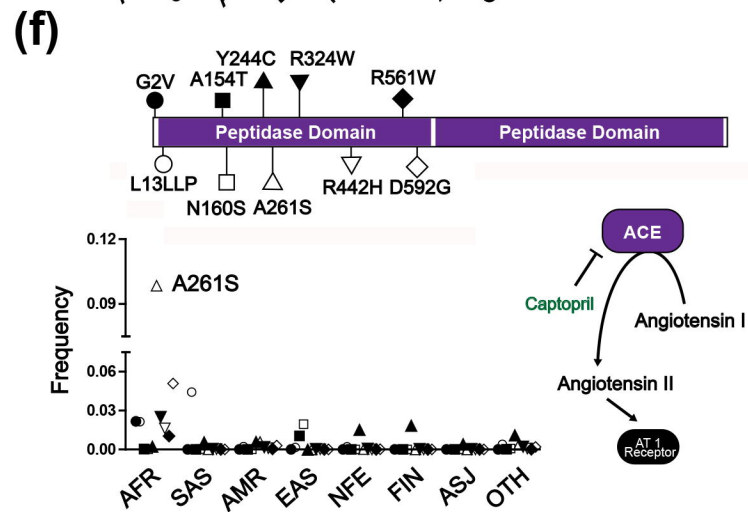 (f)
Y244C R324W
G2V A154T R561W
Peptidase Domain Peptidase Domain
L13LLP R442H D592G
N160S A261S
0.12
A261S
0.09
Frequency
0.06
0.03
0.00
AFR SAS AMR EAS NFE FIN ASJ OTH
ACE
Captopril
Angiotensin I
Angiotensin II
AT 1
Receptor